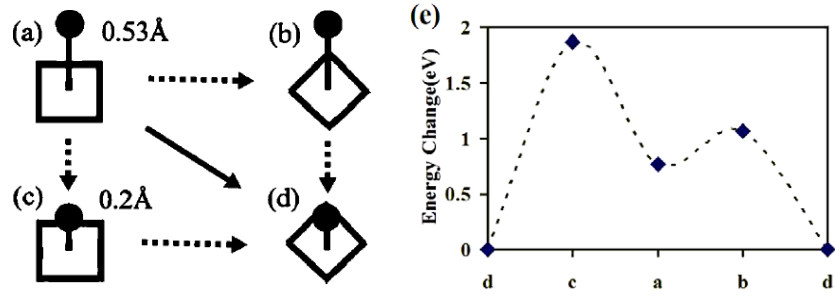 (a)
0.53Å
(b)
(c)
0.2Å
(d)
(e)
Energy Change(eV)
2
1.5
1
0.5
0
d
c
a
b
d